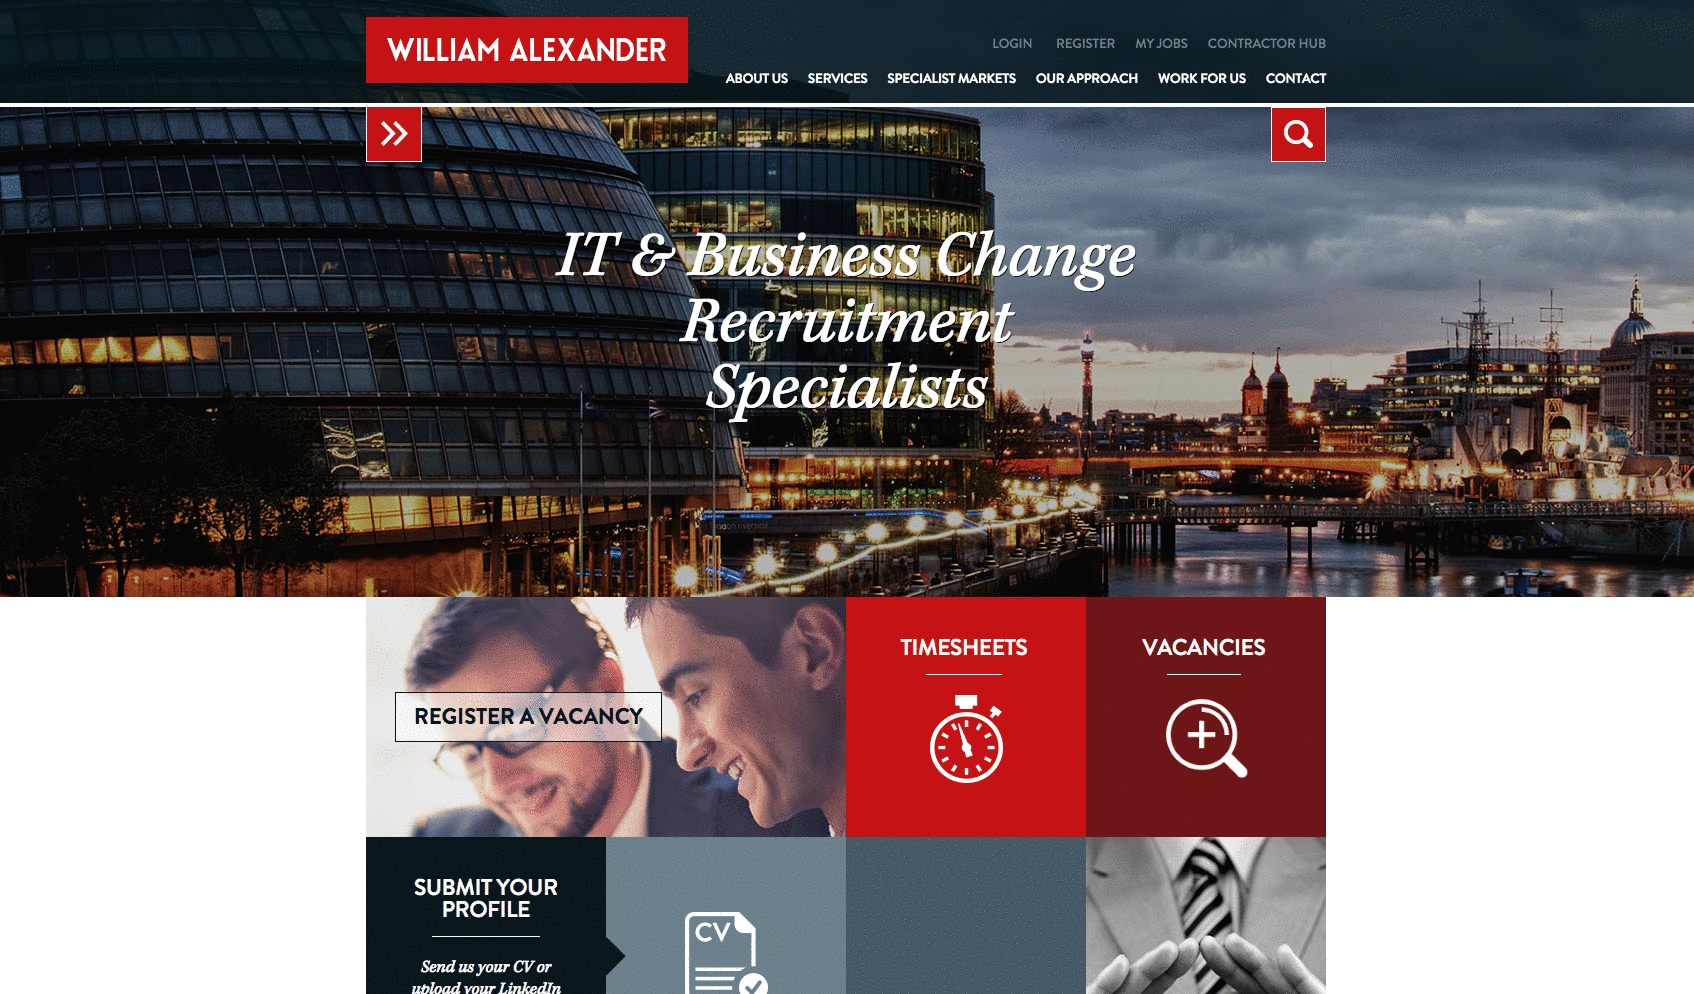 WILLIAM ALEXANDER
LOGIN REGISTER MY JOBS CONTRACTOR HUB
ABOUT US SERVICES SPECIALIST MARKETS OUR APPROACH WORK FOR US CONTACT
IT & Business Change
Recruitment
Specialists
london riverside
REGISTER A VACANCY
TIMESHEETS
VACANCIES
SUBMIT YOUR
PROFILE
Send us your CV or
upload your LinkedIn
CV